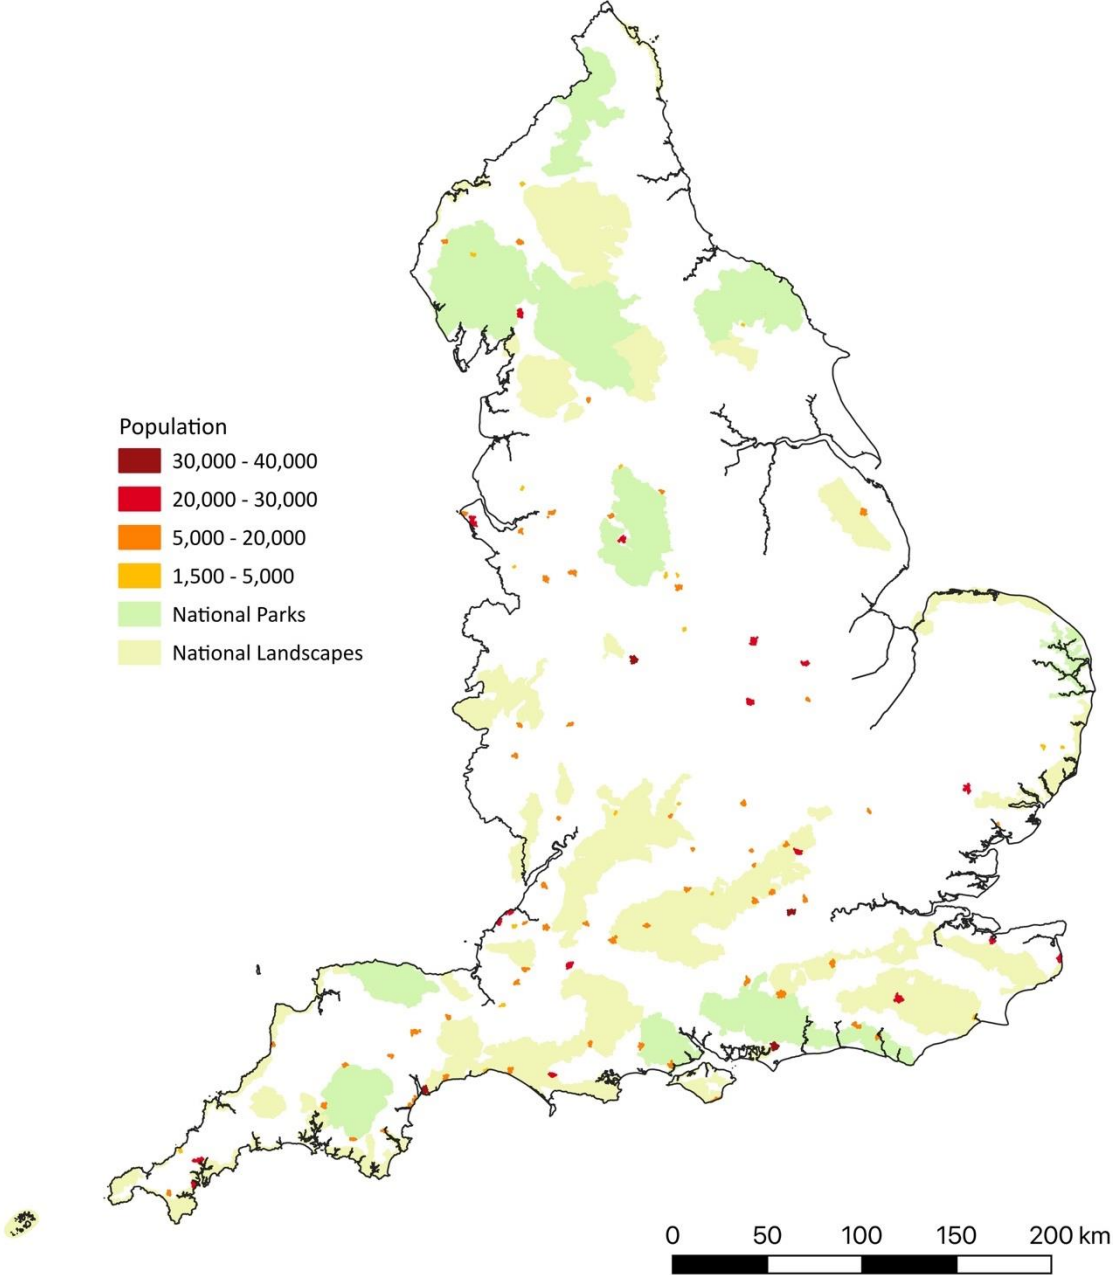 Population
30,000 - 40,000
20,000 - 30,000
5,000 - 20,000
1,500 - 5,000
National Parks
National Landscapes
0 50 100 150 200 km